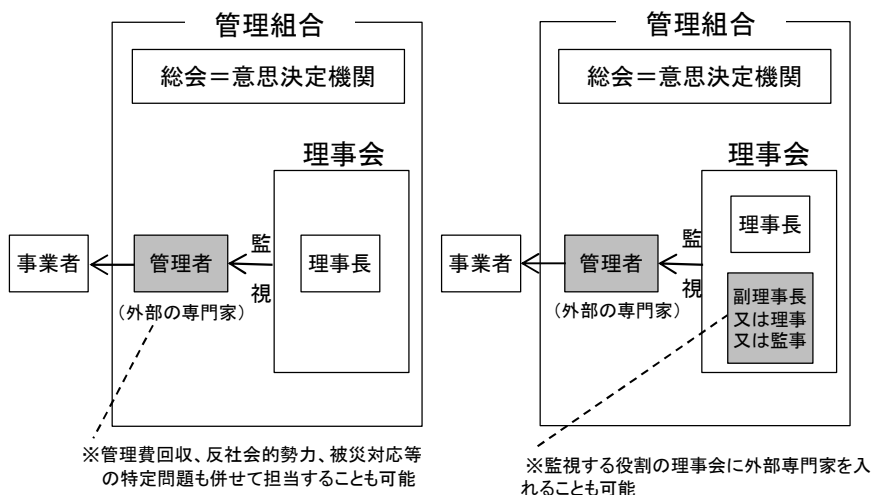 管理組合
総会＝意思決定機関
理事会
事業者
管理者
監
視
理事長
（外部の専門家）
※管理費回収、反社会的勢力、被災対応等
の特定問題も併せて担当することも可能
管理組合
総会＝意思決定機関
理事会
理事長
事業者
管理者
監
視
（外部の専門家）
副理事長
又は理事
又は監事
※監視する役割の理事会に外部専門家を入
れることも可能